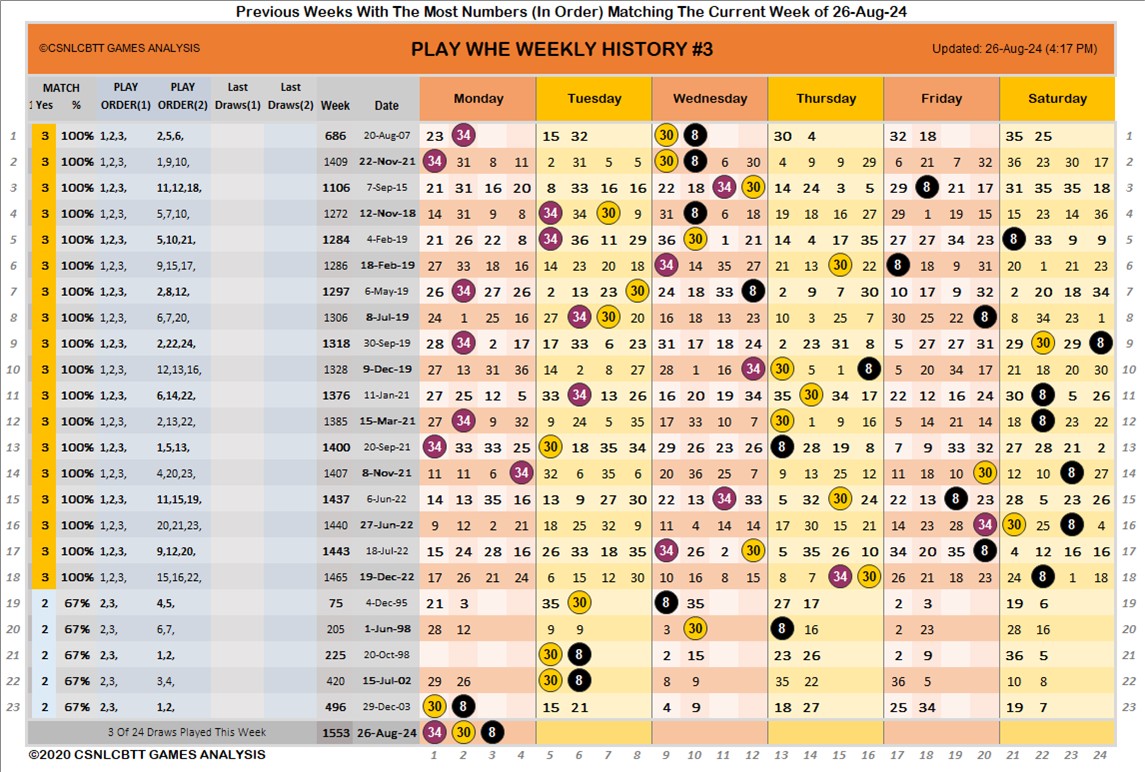 Previous Weeks With The Most Numbers (In Order) Matching The Current Week of 26-Aug-24
©CSNLCBTT GAMES ANALYSIS PLAY WHE WEEKLY HISTORY #3 Updated: 26-Aug-24 (4:17 PM)
MATCH PLAY PLAY Last Last
1 Yes % ORDER(1) ORDER(2) Draws(1) Draws(2) Week Date Monday Tuesday Wednesday Thursday Friday Saturday
1 3 100% 1,2,3, 2,5,6, 686 20-Aug-07 23 34 15 32 30 8 30 4 32 18 35 25 1
2 3 100% 1,2,3, 1,9,10, 1409 22-Nov-21 34 31 8 11 2 31 5 5 30 8 6 30 4 9 9 29 6 21 7 32 36 23 30 17 2
3 3 100% 1,2,3, 11,12,18, 1106 7-Sep-15 21 31 16 20 8 33 16 16 22 18 34 30 14 24 3 5 29 8 21 17 31 35 35 18 3
4 3 100% 1,2,3, 5,7,10, 1272 12-Nov-18 14 31 9 8 34 34 30 9 31 8 6 18 19 18 16 27 29 1 19 15 15 23 14 36 4
5 3 100% 1,2,3, 5,10,21, 1284 4-Feb-19 21 26 22 8 34 36 11 29 36 30 1 21 14 4 17 35 27 27 34 23 8 33 9 9 5
6 3 100% 1,2,3, 9,15,17, 1286 18-Feb-19 27 33 18 16 14 23 20 18 34 14 35 27 21 13 30 22 8 18 9 31 20 1 21 23 6
7 3 100% 1,2,3, 2,8,12, 1297 6-May-19 26 34 27 26 2 13 23 30 24 18 33 8 2 9 7 30 10 17 9 32 2 20 18 34 7
8 3 100% 1,2,3, 6,7,20, 1306 8-Jul-19 24 1 25 16 27 34 30 20 16 18 13 23 10 3 25 7 30 25 22 8 8 34 23 1 8
9 3 100% 1,2,3, 2,22,24, 1318 30-Sep-19 28 34 2 17 17 33 6 23 31 17 18 24 2 23 31 8 5 27 27 31 29 30 29 8 9
10 3 100% 1,2,3, 12,13,16, 1328 9-Dec-19 27 13 31 36 14 2 8 27 28 1 16 34 30 5 1 8 5 20 34 17 21 18 20 30 10
11 3 100% 1,2,3, 6,14,22, 1376 11-Jan-21 27 25 12 5 33 34 13 26 16 20 19 34 35 30 34 17 22 12 16 24 30 8 5 26 11
12 3 100% 1,2,3, 2,13,22, 1385 15-Mar-21 27 34 9 32 9 24 5 35 17 33 10 7 30 1 9 16 5 14 21 14 18 8 23 22 12
13 3 100% 1,2,3, 1,5,13, 1400 20-Sep-21 34 33 33 25 30 18 35 34 29 26 23 26 8 28 19 8 7 9 33 32 27 28 21 2 13
14 3 100% 1,2,3, 4,20,23, 1407 8-Nov-21 11 11 6 34 32 6 35 6 20 36 25 7 9 13 25 12 11 18 10 30 12 10 8 27 14
15 3 100% 1,2,3, 11,15,19, 1437 6-Jun-22 14 13 35 16 13 9 27 30 22 13 34 33 5 32 30 24 22 13 8 23 28 5 23 26 15
16 3 100% 1,2,3, 20,21,23, 1440 27-Jun-22 9 12 2 21 18 25 32 9 11 4 14 14 17 30 15 21 14 23 28 34 30 25 8 4 16
17 3 100% 1,2,3, 9,12,20, 1443 18-Jul-22 15 24 28 16 26 33 18 35 34 26 2 30 5 35 26 10 34 20 35 8 4 12 16 16 17
18 3 100% 1,2,3, 15,16,22, 1465 19-Dec-22 17 26 21 24 6 15 12 30 10 16 8 15 8 7 34 30 26 21 18 23 24 8 1 18 18
19 2 67% 2,3, 4,5, 75 4-Dec-95 21 3 35 30 8 35 27 17 2 3 19 6 19
20 2 67% 2,3, 6,7, 205 1-Jun-98 28 12 9 9 3 30 8 16 2 23 28 16 20
21 2 67% 2,3, 1,2, 225 20-Oct-98 30 8 2 15 23 26 2 9 36 5 21
22 2 67% 2,3, 3,4, 420 15-Jul-02 29 26 30 8 8 9 35 22 36 5 10 8 22
23 2 67% 2,3, 1,2, 496 29-Dec-03 30 8 15 21 4 9 18 27 25 34 19 7 23
3 Of 24 Draws Played This Week 1553 26-Aug-24 34 30 8
©2020 CSNLCBTT GAMES ANALYSIS 1 2 3 4 5 6 7 8 9 10 11 12 13 14 15 16 17 18 19 20 21 22 23 24